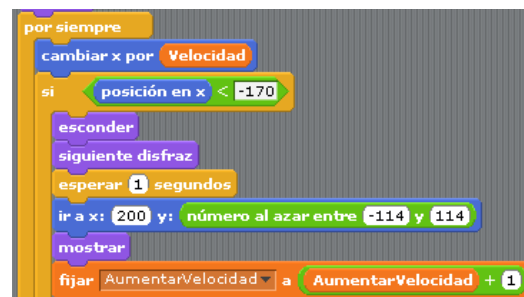 por siempre
cambiar x por Velocidad
si posición en x < -170
esconder
siguiente disfraz
esperar 1 segundos
ir a x: 200 y: número al azar entre -114 y 114
mostrar
fijar AumentarVelocidad a AumentarVelocidad + 1